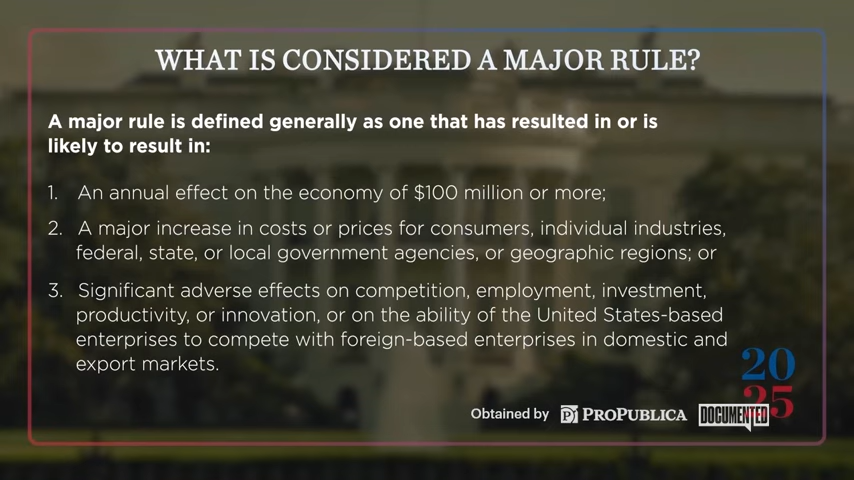 WHAT IS CONSIDERED A MAJOR RULE?
A major rule is defined generally as one that has resulted in or is
likely to result in:
1. An annual effect on the economy of $100 million or more;
2. A major increase in costs or prices for consumers, individual industries,
federal, state, or local government agencies, or geographic regions; or
3. Significant adverse effects on competition, employment, investment,
productivity, or innovation, or on the ability of the United States-based
enterprises to compete with foreign-based enterprises in domestic and
export markets.
20
25
Obtained by PROPUBLICA DOCUMENTED